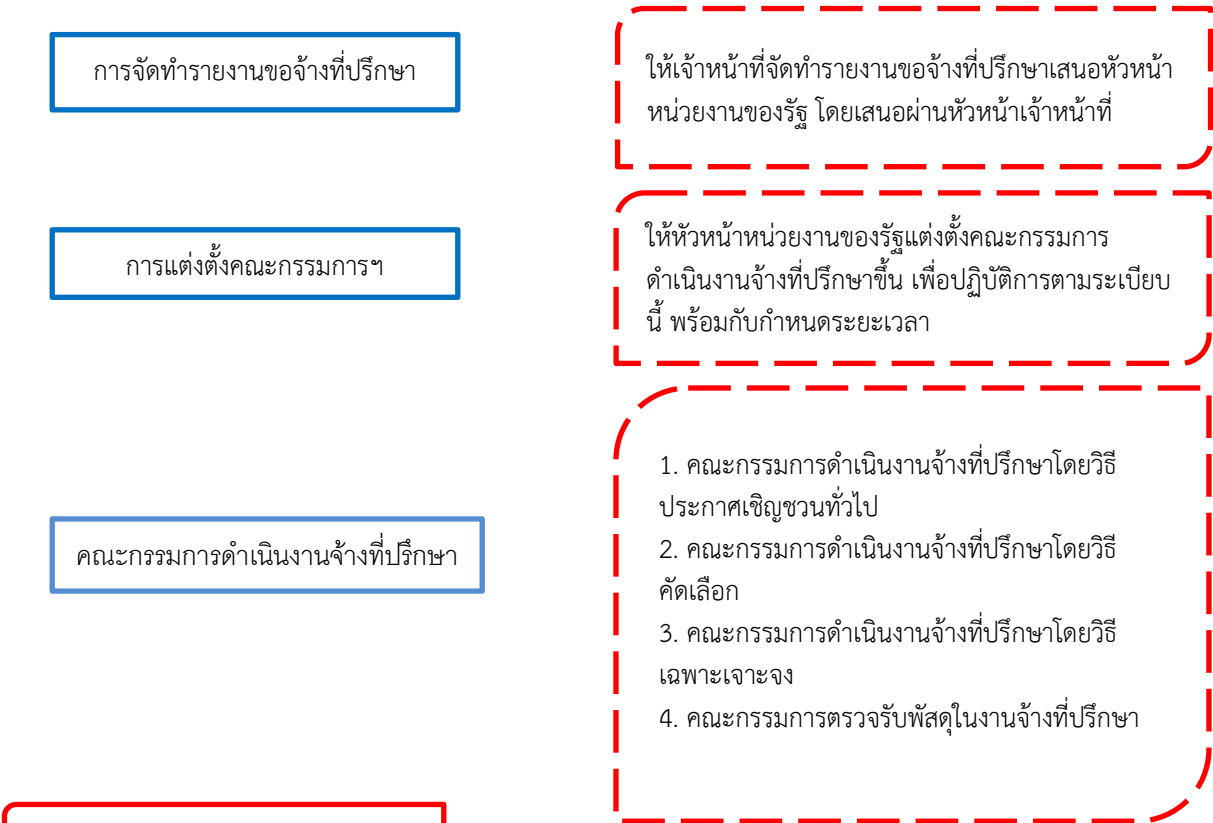 การจัดทำรายงานขอจ้างที่ปรึกษา
ให้เจ้าหน้าที่จัดทำรายงานขอจ้างที่ปรึกษาเสนอหัวหน้า
หน่วยงานของรัฐ โดยเสนอผ่านหัวหน้าเจ้าหน้าที่
การแต่งตั้งคณะกรรมการฯ
ให้หัวหน้าหน่วยงานของรัฐแต่งตั้งคณะกรรมการ
ดำเนินงานจ้างที่ปรึกษาขึ้น เพื่อปฏิบัติการตามระเบียบ
นี้ พร้อมกับกำหนดระยะเวลา
คณะกรรมการดำเนินงานจ้างที่ปรึกษา
1. คณะกรรมการดำเนินงานจ้างที่ปรึกษาโดยวิธี
ประกาศเชิญชวนทั่วไป
2. คณะกรรมการดำเนินงานจ้างที่ปรึกษาโดยวิธี
คัดเลือก
3. คณะกรรมการดำเนินงานจ้างที่ปรึกษาโดยวิธี
เฉพาะเจาะจง
4. คณะกรรมการตรวจรับพัสดุในงานจ้างที่ปรึกษา